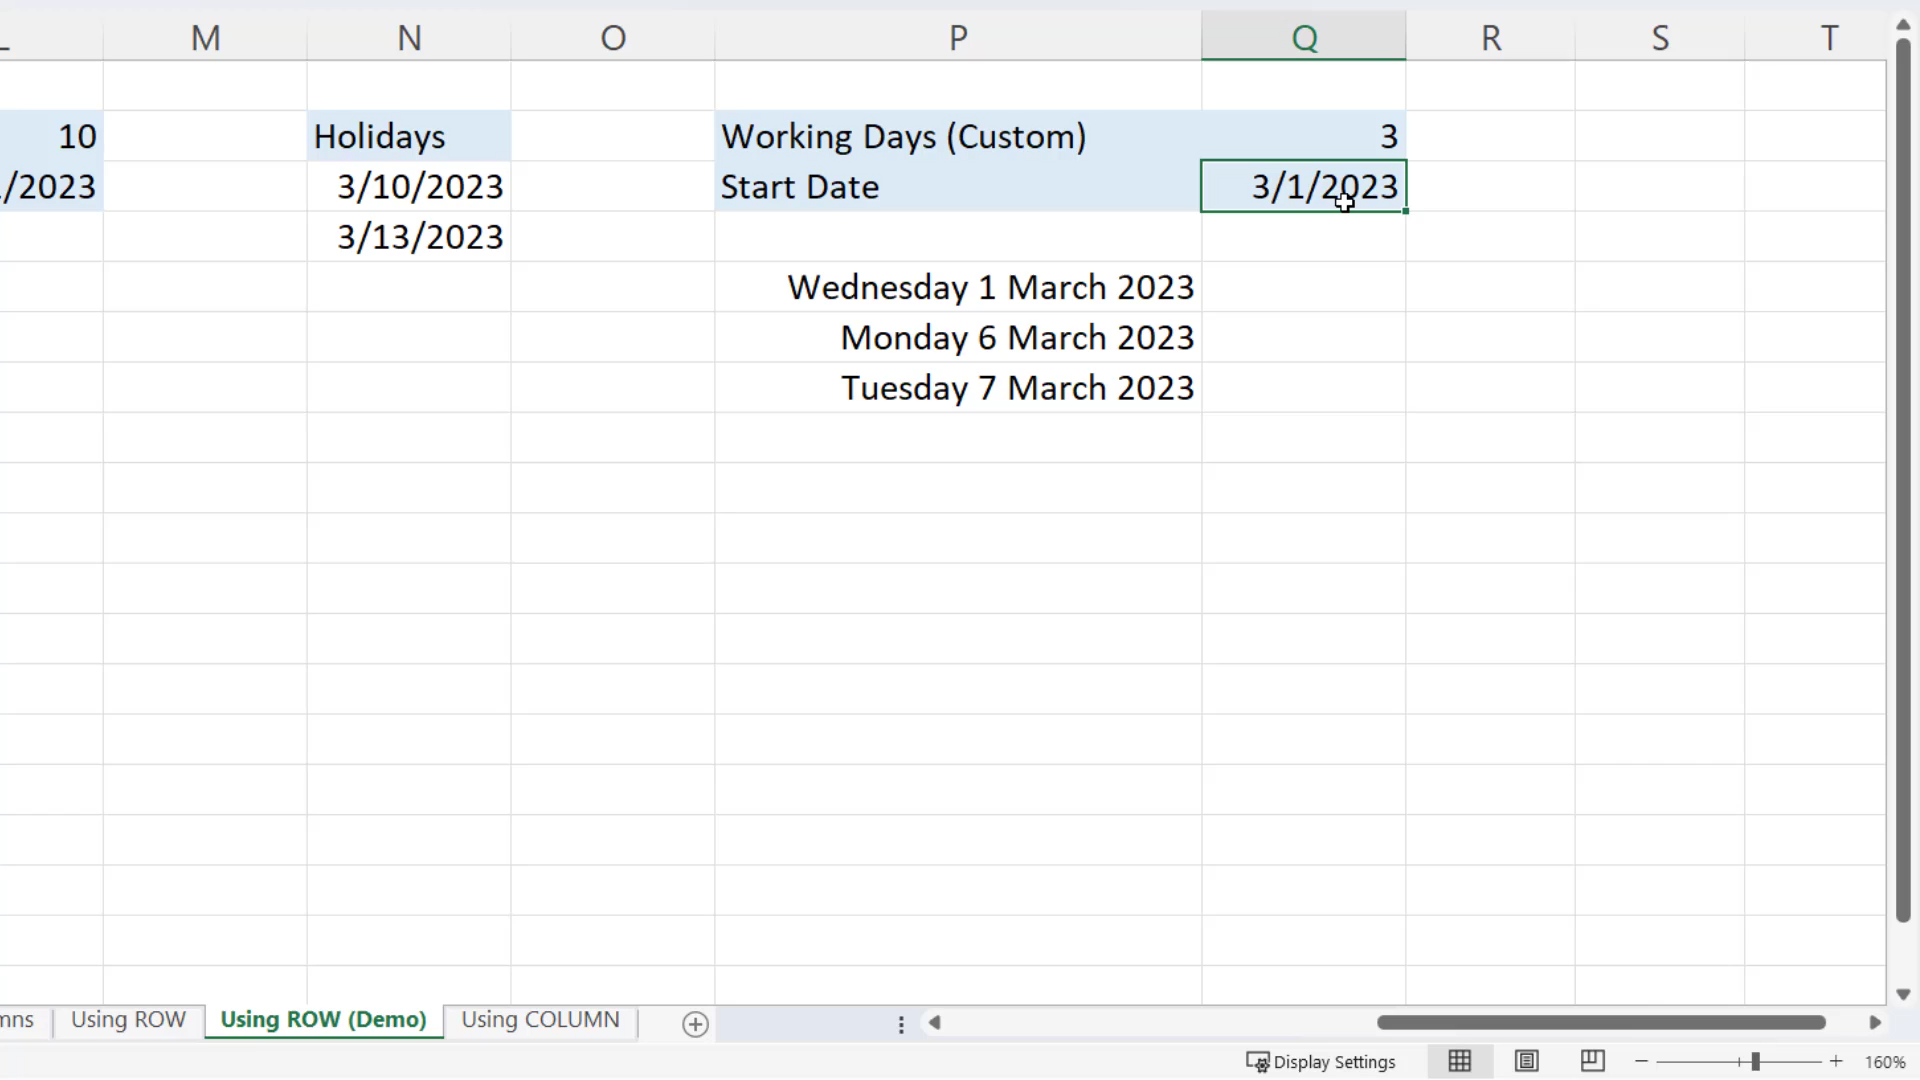 L M N O P Q R S T
10 Holidays Working Days (Custom) 3
/2023 3/10/2023 Start Date 3/1/2023
3/13/2023
Wednesday 1 March 2023
Monday 6 March 2023
Tuesday 7 March 2023
mns Using ROW Using ROW (Demo) Using COLUMN
Display Settings 160%